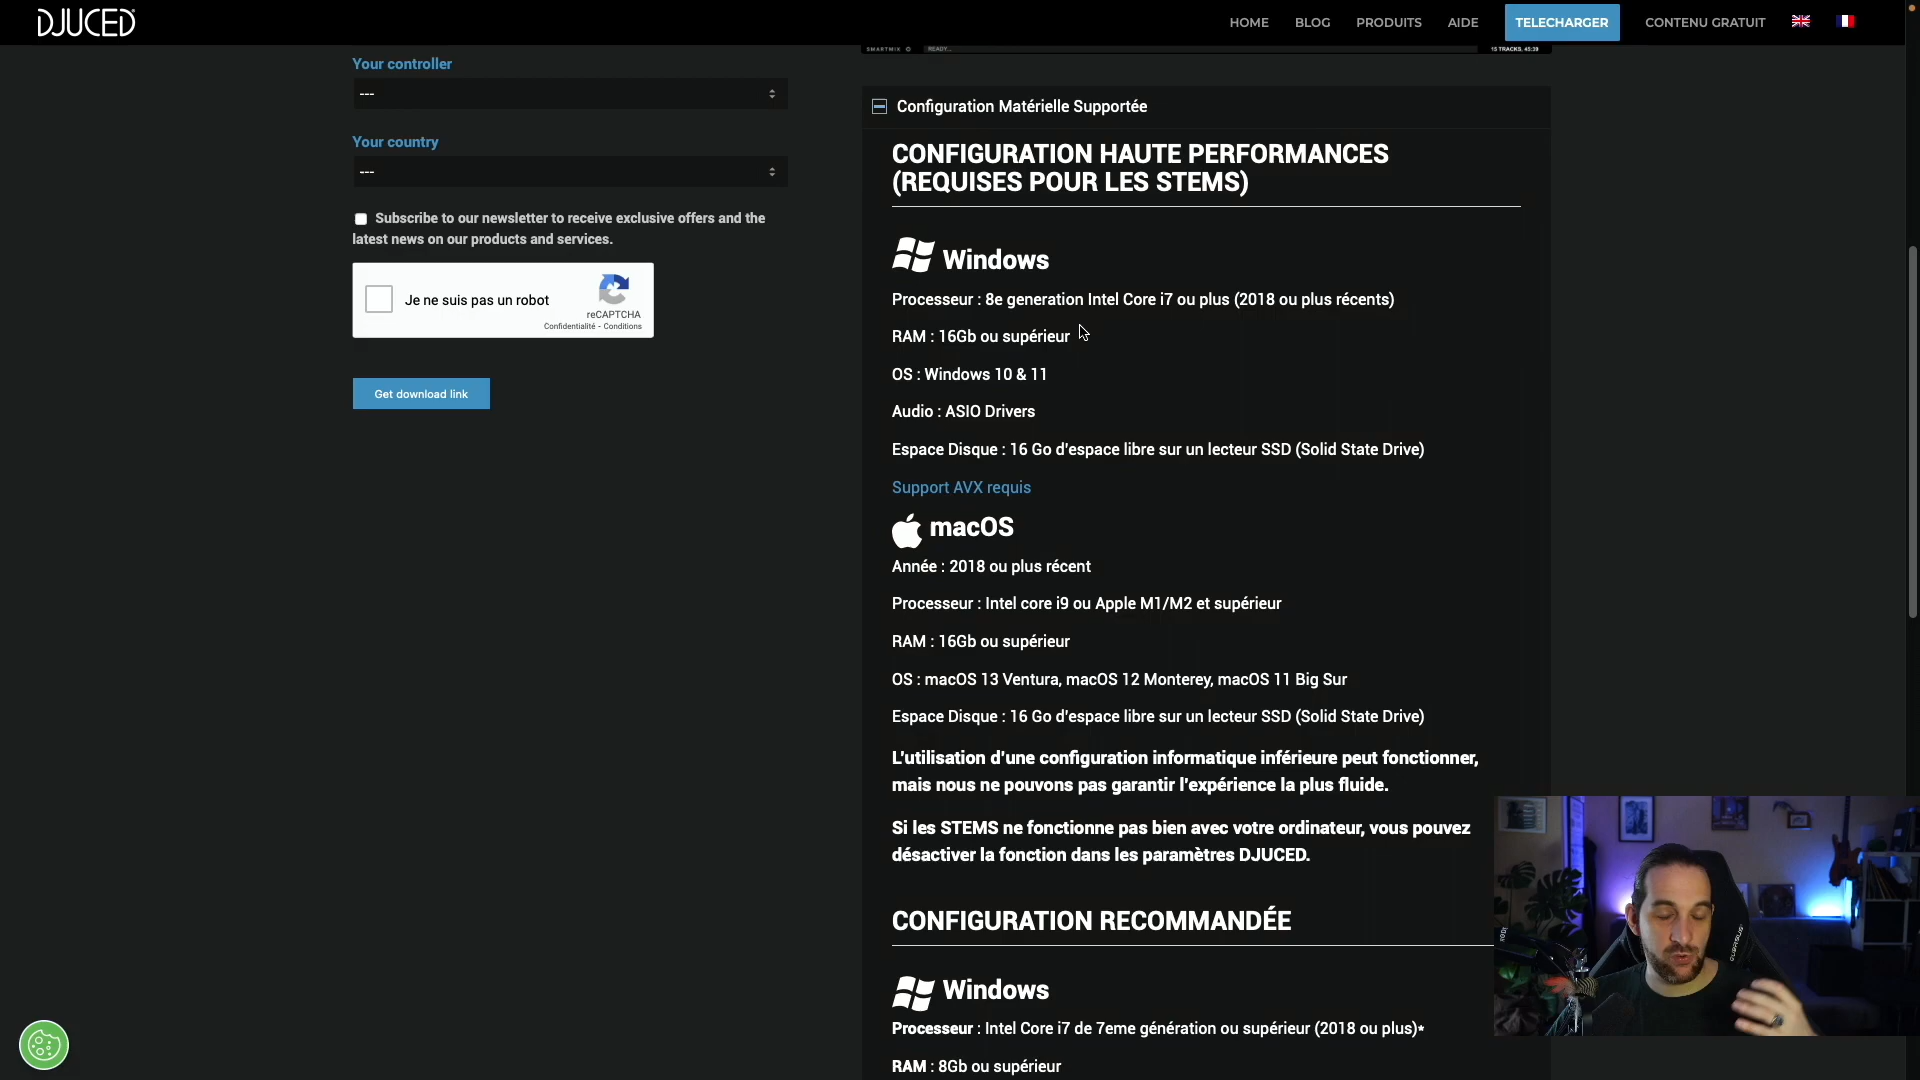 DJUCED
HOME
BLOG
PRODUITS
AIDE
TELECHARGER
CONTENU GRATUIT
SMARTMIX
READY...
15 TRACKS, 45:39
Your controller
---
Your country
---
Subscribe to our newsletter to receive exclusive offers and the
latest news on our products and services.
Je ne suis pas un robot
reCAPTCHA
Confidentialité - Conditions
Get download link
Configuration Matérielle Supportée
CONFIGURATION HAUTE PERFORMANCES
(REQUISES POUR LES STEMS)
Windows
Processeur : 8e generation Intel Core i7 ou plus (2018 ou plus récents)
RAM : 16Gb ou supérieur
OS : Windows 10 & 11
Audio : ASIO Drivers
Espace Disque : 16 Go d'espace libre sur un lecteur SSD (Solid State Drive)
Support AVX requis
macOS
Année : 2018 ou plus récent
Processeur : Intel core i9 ou Apple M1/M2 et supérieur
RAM : 16Gb ou supérieur
OS : macOS 13 Ventura, macOS 12 Monterey, macOS 11 Big Sur
Espace Disque : 16 Go d'espace libre sur un lecteur SSD (Solid State Drive)
L'utilisation d'une configuration informatique inférieure peut fonctionner,
mais nous ne pouvons pas garantir l'expérience la plus fluide.
Si les STEMS ne fonctionne pas bien avec votre ordinateur, vous pouvez
désactiver la fonction dans les paramètres DJUCED.
CONFIGURATION RECOMMANDÉE
Windows
Processeur : Intel Core i7 de 7eme génération ou supérieur (2018 ou plus)*
RAM : 8Gb ou supérieur